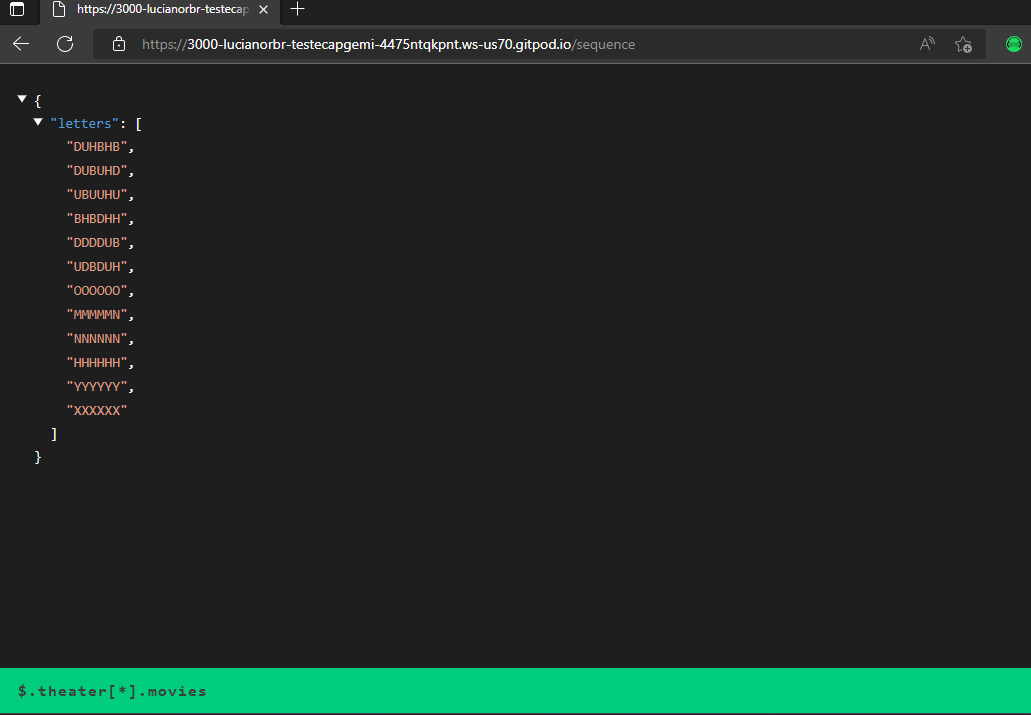 https://3000-lucianorbr-testecap
https://3000-lucianorbr-testecapgemi-4475ntqkpnt.ws-us70.gitpod.io/sequence
{
"letters": [
"DUHBHB",
"DUBUHD",
"UBUUHU",
"BHBDHH",
"DDDDUB",
"UDBDUH",
"OOOOOO",
"MMMMMN",
"NNNNNN",
"HHHHHH",
"YYYYYY",
"XXXXXX"
]
}
$.theater[*].movies